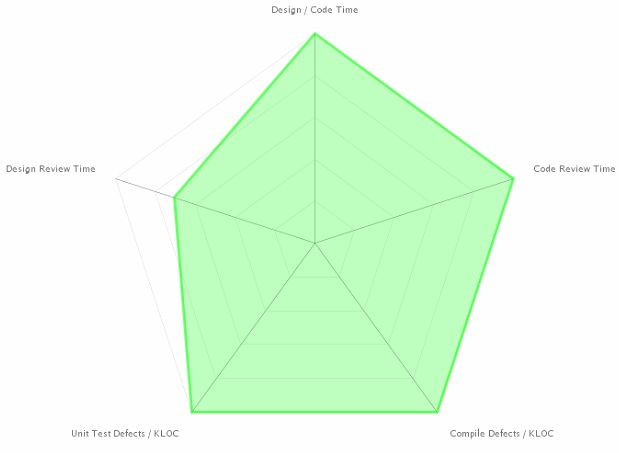 Design / Code Time
Design Review Time
Code Review Time
Unit Test Defects / KLOC
Compile Defects / KLOC